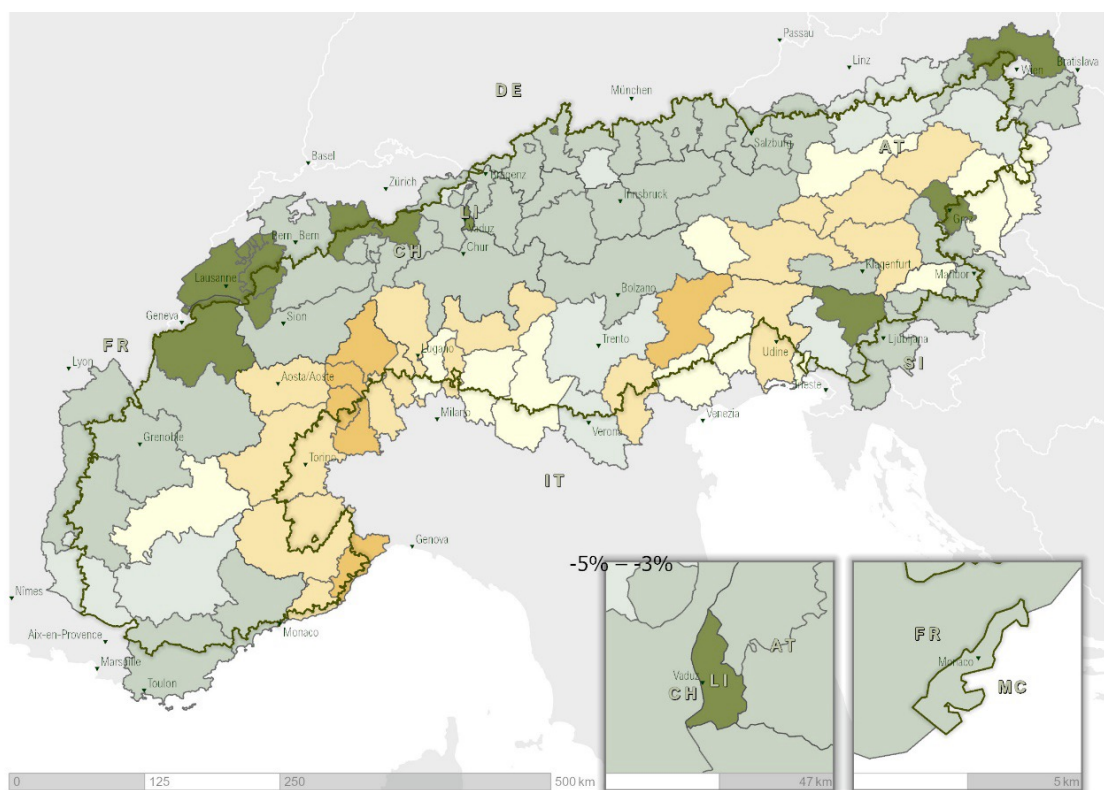 Passau
Linz
Wien
Bratislava
DE
München
Salzburg
AT
Basel
Zürich
Bregenz
Innsbruck
LI
Vaduz
Graz
Bern
Bern
CH
Chur
Klagenfurt
Maribor
Lausanne
Bolzano
Geneva
Sion
Ljubljana
FR
Trento
SI
Lyon
Lugano
Udine
Aosta/Aoste
Trieste
Milano
Verona
Venezia
Grenoble
Torino
IT
Genova
-5% – -3%
Nîmes
Monaco
Aix-en-Provence
Marseille
Toulon
AT
Vaduz
LI
CH
FR
Monaco
MC
0
125
250
500 km
47 km
5 km